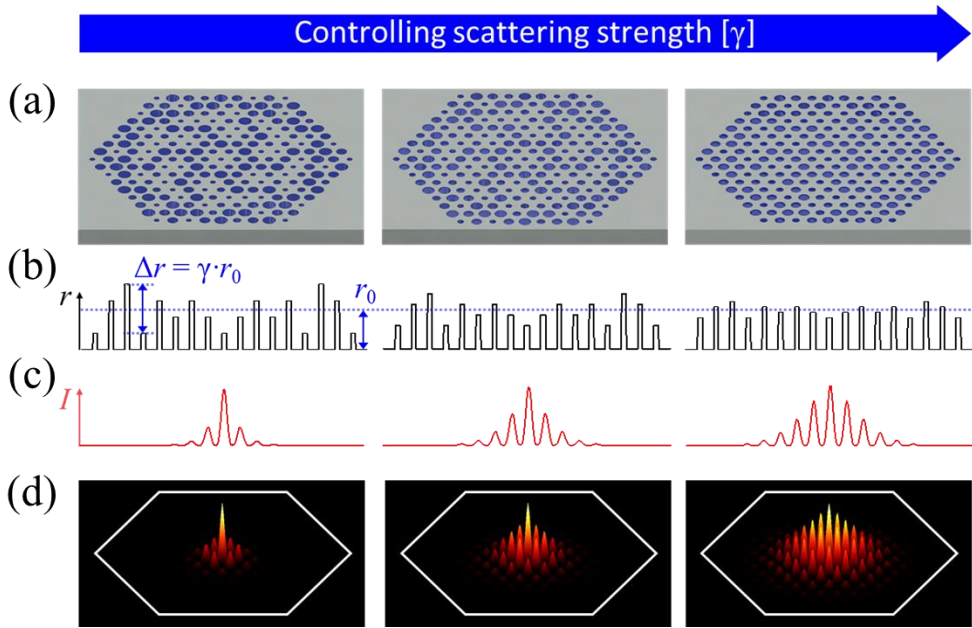 Controlling scattering strength [γ]
(a)
(b)
Δr = γ·r₀
r
r₀
(c)
I
(d)